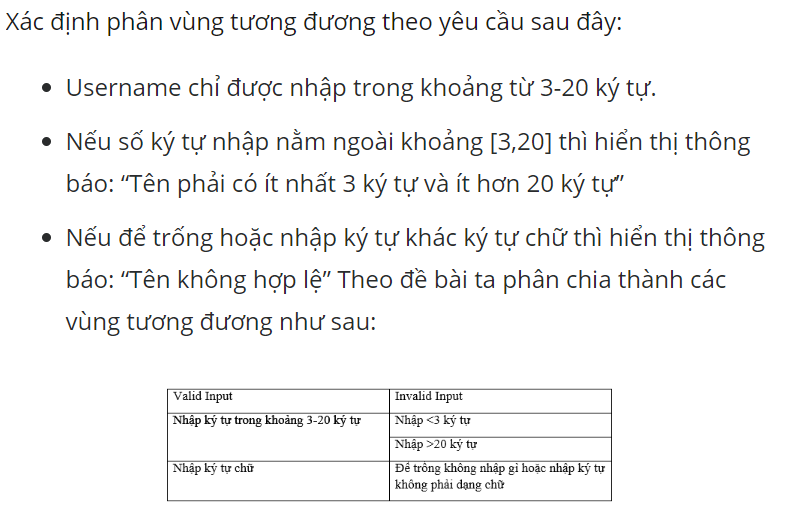 Xác định phân vùng tương đương theo yêu cầu sau đây:
Username chỉ được nhập trong khoảng từ 3-20 ký tự.
Nếu số ký tự nhập nằm ngoài khoảng [3,20] thì hiển thị thông
báo: “Tên phải có ít nhất 3 ký tự và ít hơn 20 ký tự”
Nếu để trống hoặc nhập ký tự khác ký tự chữ thì hiển thị thông
báo: “Tên không hợp lệ” Theo đề bài ta phân chia thành các
vùng tương đương như sau:
Valid Input
Invalid Input
Nhập ký tự trong khoảng 3-20 ký tự
Nhập <3 ký tự
Nhập >20 ký tự
Nhập ký tự chữ
Để trống không nhập gì hoặc nhập ký tự
không phải dạng chữ